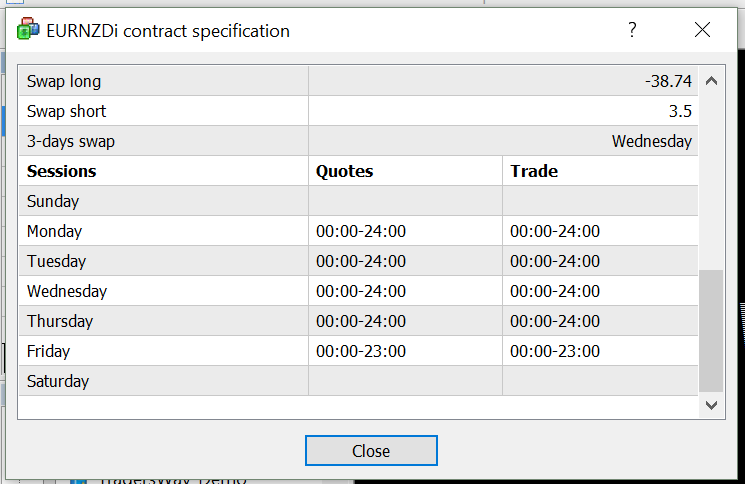 EURNZDi contract specification ?
Swap long -38.74
Swap short 3.5
3-days swap Wednesday
Sessions Quotes Trade
Sunday
Monday 00:00-24:00 00:00-24:00
Tuesday 00:00-24:00 00:00-24:00
Wednesday 00:00-24:00 00:00-24:00
Thursday 00:00-24:00 00:00-24:00
Friday 00:00-23:00 00:00-23:00
Saturday
Close
TradersWay-Demo